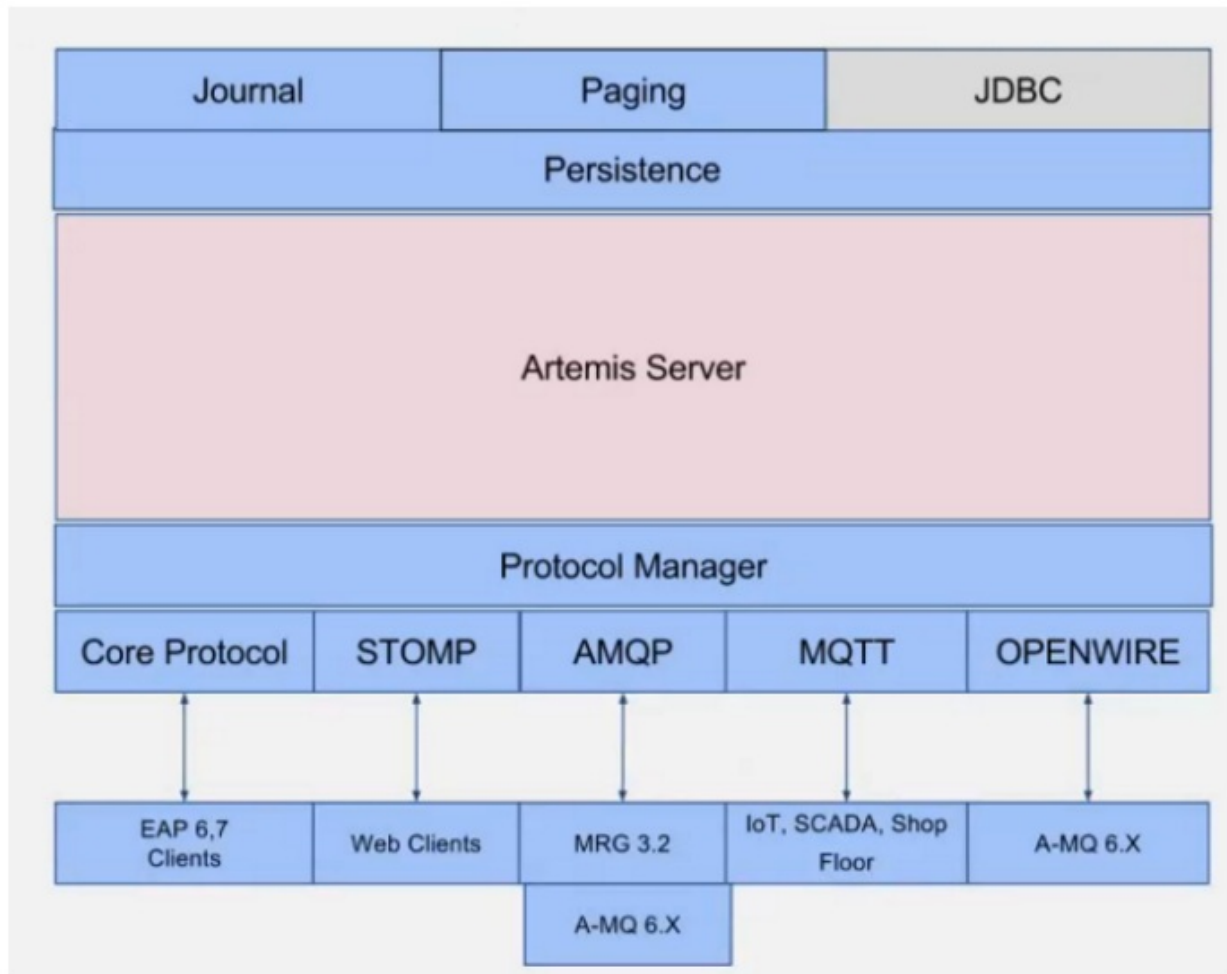 Journal
Paging
JDBC
Persistence
Artemis Server
Protocol Manager
Core Protocol
STOMP
AMQP
MQTT
OPENWIRE
EAP 6,7
Clients
Web Clients
MRG 3.2
IoT, SCADA, Shop
Floor
A-MQ 6.X
A-MQ 6.X